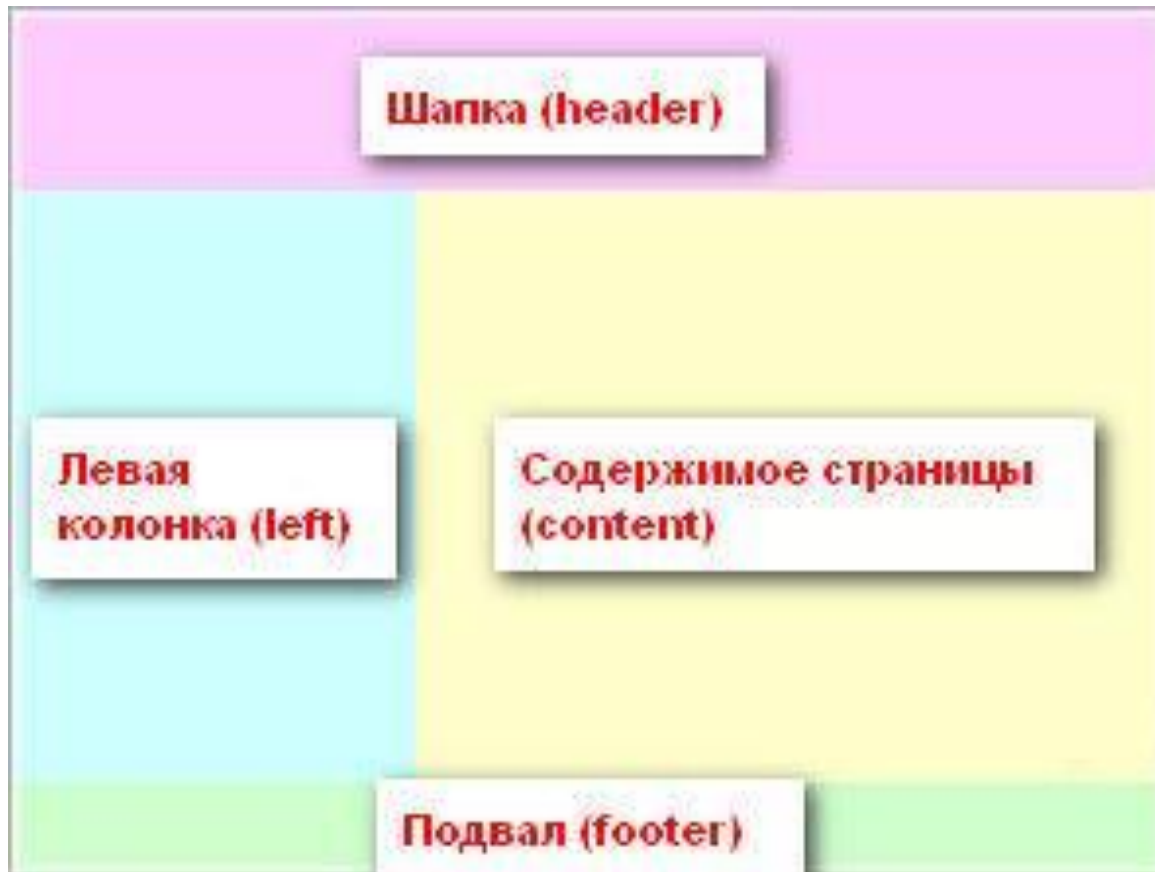 Шапка (header)
Левая
колонка (left)
Содержимое страницы
(content)
Подвал (footer)